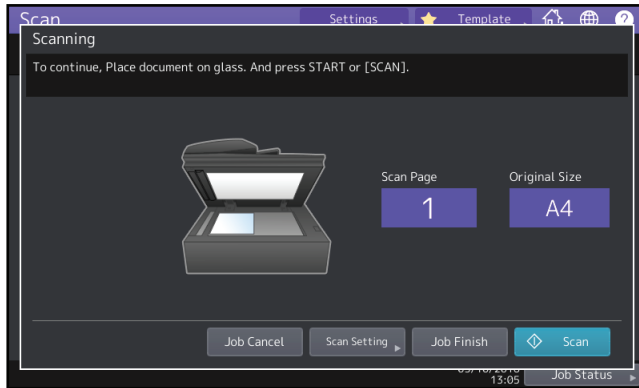 Scan
Settings
Template
?
Scanning
To continue, Place document on glass. And press START or [SCAN].
Scan Page
Original Size
1
A4
Job Cancel
Scan Setting
Job Finish
Scan
13:05
Job Status